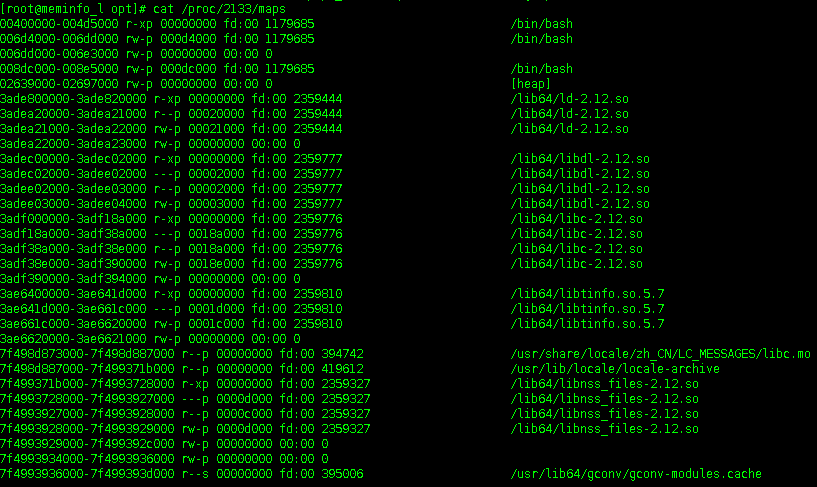 [root@meminfo_l opt]# cat /proc/2133/maps
00400000-004d5000 r-xp 00000000 fd:00 1179685 /bin/bash
006d4000-006dd000 rw-p 000d4000 fd:00 1179685 /bin/bash
006dd000-006e3000 rw-p 00000000 00:00 0
008dc000-008e5000 rw-p 000dc000 fd:00 1179685 /bin/bash
02639000-02697000 rw-p 00000000 00:00 0 [heap]
3ade800000-3ade820000 r-xp 00000000 fd:00 2359444 /lib64/ld-2.12.so
3adea20000-3adea21000 r--p 00020000 fd:00 2359444 /lib64/ld-2.12.so
3adea21000-3adea22000 rw-p 00021000 fd:00 2359444 /lib64/ld-2.12.so
3adea22000-3adea23000 rw-p 00000000 00:00 0
3adec00000-3adec02000 r-xp 00000000 fd:00 2359777 /lib64/libdl-2.12.so
3adec02000-3adee02000 ---p 00002000 fd:00 2359777 /lib64/libdl-2.12.so
3adee02000-3adee03000 r--p 00002000 fd:00 2359777 /lib64/libdl-2.12.so
3adee03000-3adee04000 rw-p 00003000 fd:00 2359777 /lib64/libdl-2.12.so
3adf000000-3adf18a000 r-xp 00000000 fd:00 2359776 /lib64/libc-2.12.so
3adf18a000-3adf38a000 ---p 0018a000 fd:00 2359776 /lib64/libc-2.12.so
3adf38a000-3adf38e000 r--p 0018a000 fd:00 2359776 /lib64/libc-2.12.so
3adf38e000-3adf390000 rw-p 0018e000 fd:00 2359776 /lib64/libc-2.12.so
3adf390000-3adf394000 rw-p 00000000 00:00 0
3ae6400000-3ae641d000 r-xp 00000000 fd:00 2359810 /lib64/libtinfo.so.5.7
3ae641d000-3ae661c000 ---p 0001d000 fd:00 2359810 /lib64/libtinfo.so.5.7
3ae661c000-3ae6620000 rw-p 0001c000 fd:00 2359810 /lib64/libtinfo.so.5.7
3ae6620000-3ae6621000 rw-p 00000000 00:00 0
7f498d873000-7f498d887000 r--p 00000000 fd:00 394742 /usr/share/locale/zh_CN/LC_MESSAGES/libc.mo
7f498d887000-7f499371b000 r--p 00000000 fd:00 419612 /usr/lib/locale/locale-archive
7f499371b000-7f4993728000 r-xp 00000000 fd:00 2359327 /lib64/libnss_files-2.12.so
7f4993728000-7f4993927000 ---p 0000d000 fd:00 2359327 /lib64/libnss_files-2.12.so
7f4993927000-7f4993928000 r--p 0000c000 fd:00 2359327 /lib64/libnss_files-2.12.so
7f4993928000-7f4993929000 rw-p 0000d000 fd:00 2359327 /lib64/libnss_files-2.12.so
7f4993929000-7f499392c000 rw-p 00000000 00:00 0
7f4993934000-7f4993936000 rw-p 00000000 00:00 0
7f4993936000-7f499393d000 r--s 00000000 fd:00 395006 /usr/lib64/gconv/gconv-modules.cache